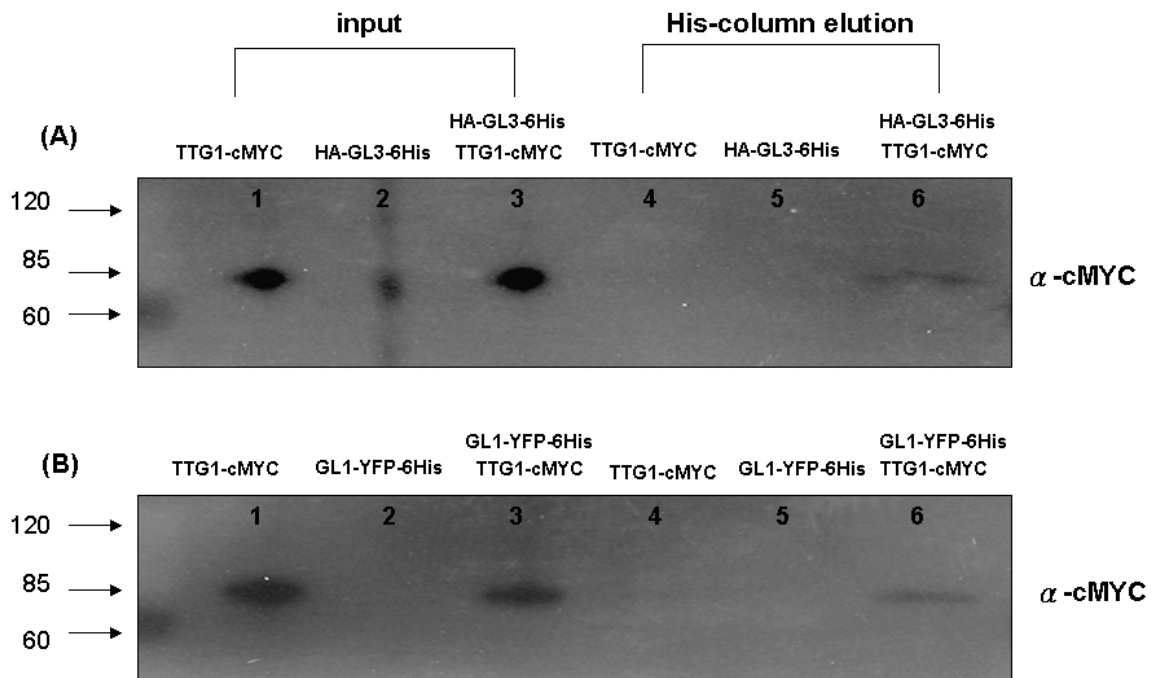 input His-column elution
(A)
HA-GL3-6His HA-GL3-6His
TTG1-cMYC HA-GL3-6His TTG1-cMYC TTG1-cMYC HA-GL3-6His TTG1-cMYC
1 2 3 4 5 6
120
85
60
α-cMYC
(B)
GL1-YFP-6His GL1-YFP-6His
TTG1-cMYC GL1-YFP-6His TTG1-cMYC TTG1-cMYC GL1-YFP-6His TTG1-cMYC
1 2 3 4 5 6
120
85
60
α-cMYC